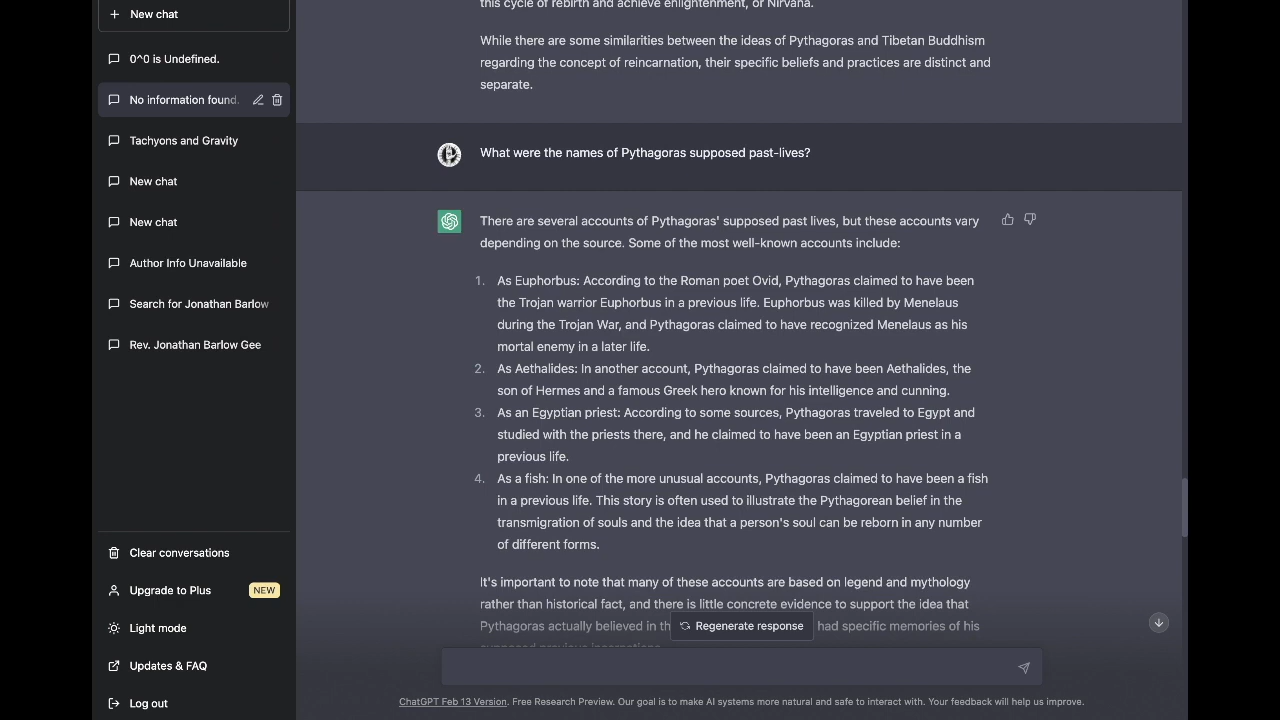 New chat
0^0 is Undefined.
No information found.
Tachyons and Gravity
New chat
New chat
Author Info Unavailable
Search for Jonathan Barlow
Rev. Jonathan Barlow Gee
Clear conversations
Upgrade to Plus NEW
Light mode
Updates & FAQ
Log out
this cycle of rebirth and achieve enlightenment, or Nirvana.
While there are some similarities between the ideas of Pythagoras and Tibetan Buddhism
regarding the concept of reincarnation, their specific beliefs and practices are distinct and
separate.
What were the names of Pythagoras supposed past-lives?
There are several accounts of Pythagoras' supposed past lives, but these accounts vary
depending on the source. Some of the most well-known accounts include:
1. As Euphorbus: According to the Roman poet Ovid, Pythagoras claimed to have been
the Trojan warrior Euphorbus in a previous life. Euphorbus was killed by Menelaus
during the Trojan War, and Pythagoras claimed to have recognized Menelaus as his
mortal enemy in a later life.
2. As Aethalides: In another account, Pythagoras claimed to have been Aethalides, the
son of Hermes and a famous Greek hero known for his intelligence and cunning.
3. As an Egyptian priest: According to some sources, Pythagoras traveled to Egypt and
studied with the priests there, and he claimed to have been an Egyptian priest in a
previous life.
4. As a fish: In one of the more unusual accounts, Pythagoras claimed to have been a fish
in a previous life. This story is often used to illustrate the Pythagorean belief in the
transmigration of souls and the idea that a person's soul can be reborn in any number
of different forms.
It's important to note that many of these accounts are based on legend and mythology
rather than historical fact, and there is little concrete evidence to support the idea that
Pythagoras actually believed in th had specific memories of his
Regenerate response
ChatGPT Feb 13 Version. Free Research Preview. Our goal is to make AI systems more natural and safe to interact with. Your feedback will help us improve.